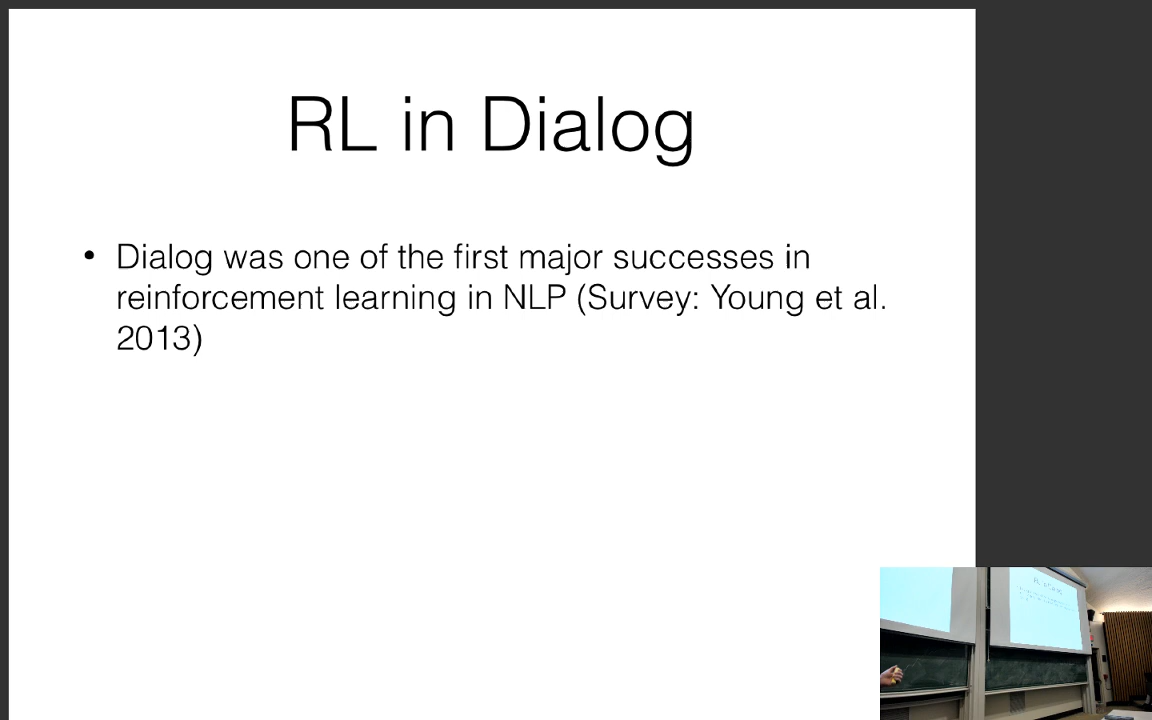 RL in Dialog
• Dialog was one of the first major successes in
reinforcement learning in NLP (Survey: Young et al.
2013)